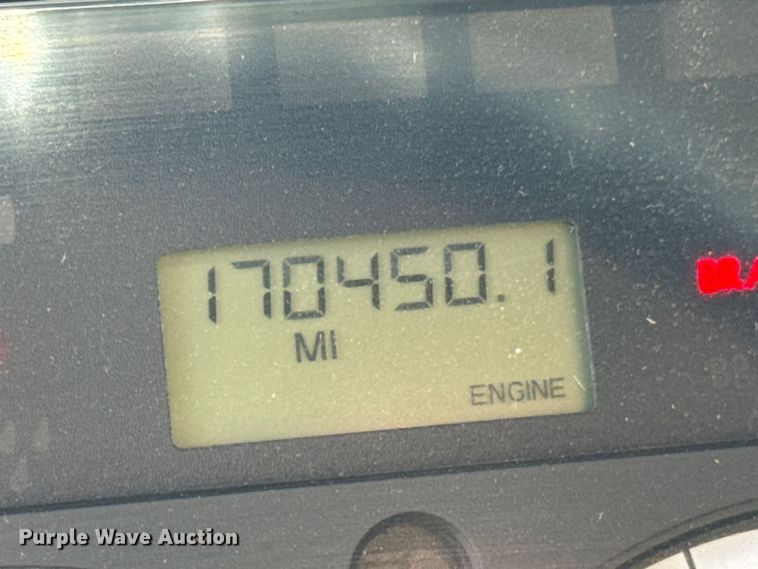 170450.1
MI
ENGINE
Purple Wave Auction